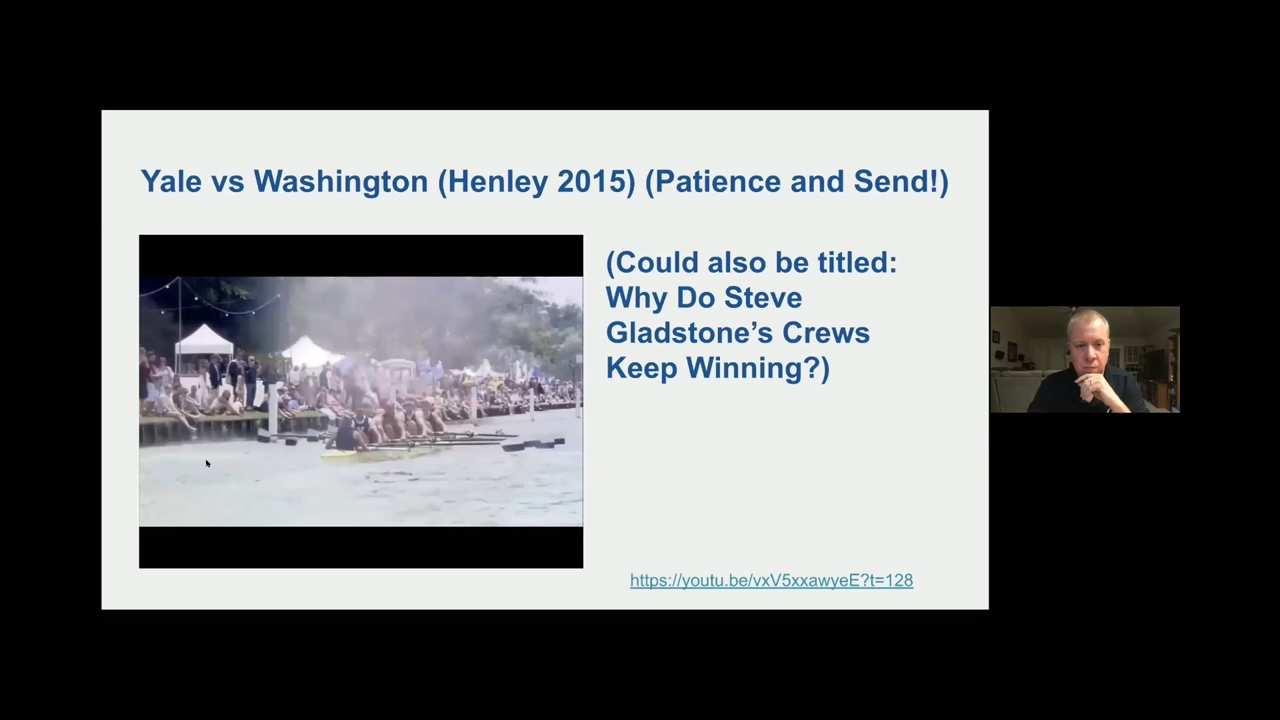 Yale vs Washington (Henley 2015) (Patience and Send!)
(Could also be titled:
Why Do Steve
Gladstone’s Crews
Keep Winning?)
https://youtu.be/vxV5xxawyeE?t=128